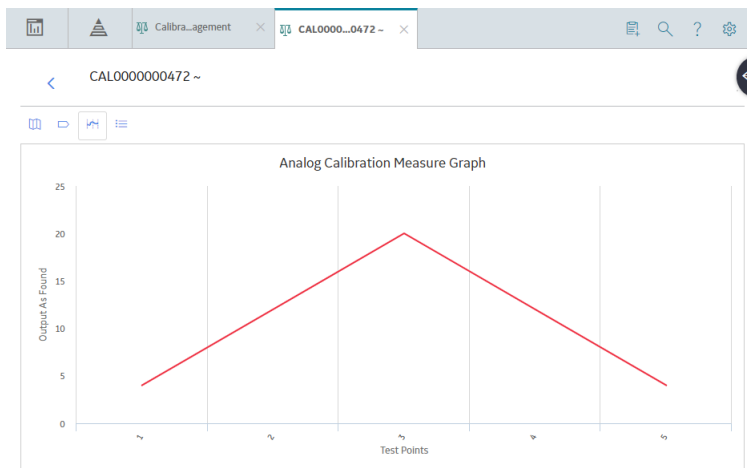 Calibra...agement
CAL0000...0472 ~
CAL0000000472 ~
Analog Calibration Measure Graph
25
20
15
10
5
0
Output As Found
1
2
3
4
5
Test Points